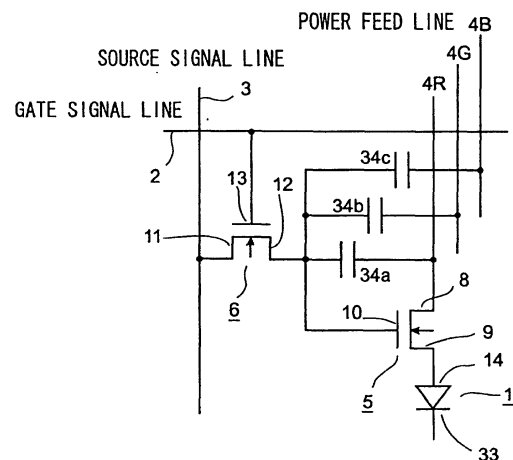 POWER FEED LINE 4B
4G
SOURCE SIGNAL LINE
4R
3
GATE SIGNAL LINE
2
34c
13
12
34b
11
34a
6
8
10
9
14
5
1
33